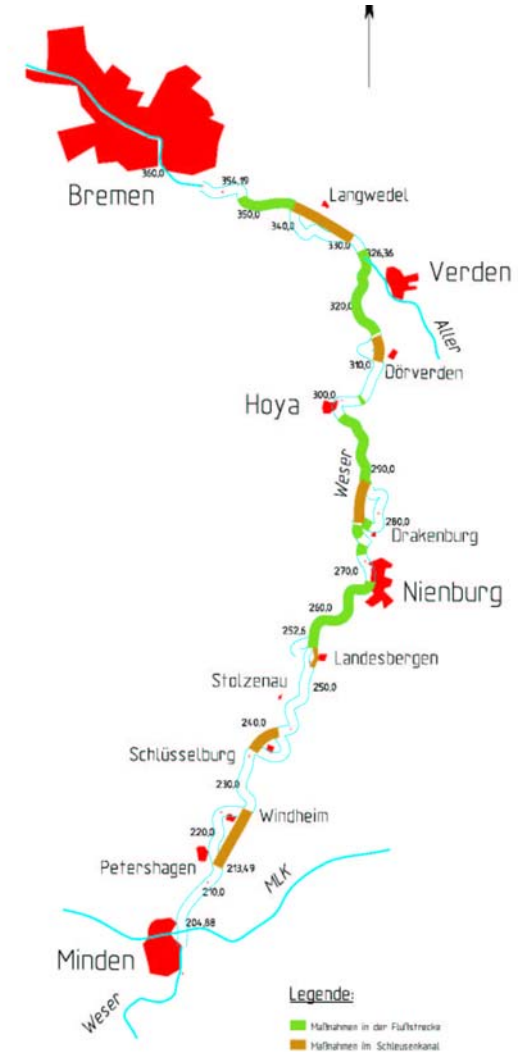 360,0
354,19
Langwedel
Bremen
350,0
340,0
330,0
326,36
Verden
320,0
Aller
310,0
Dörverden
300,0
Hoya
Weser
290,0
280,0
Drakenburg
270,0
Nienburg
260,0
252,6
Landesbergen
Stolzenau
250,0
240,0
Schlüsselburg
230,0
Windheim
220,0
Petershagen
213,49
MLK
210,0
204,88
Minden
Weser
Legende:
Maßnahmen in der Flußstrecke
Maßnahmen im Schleusenkanal